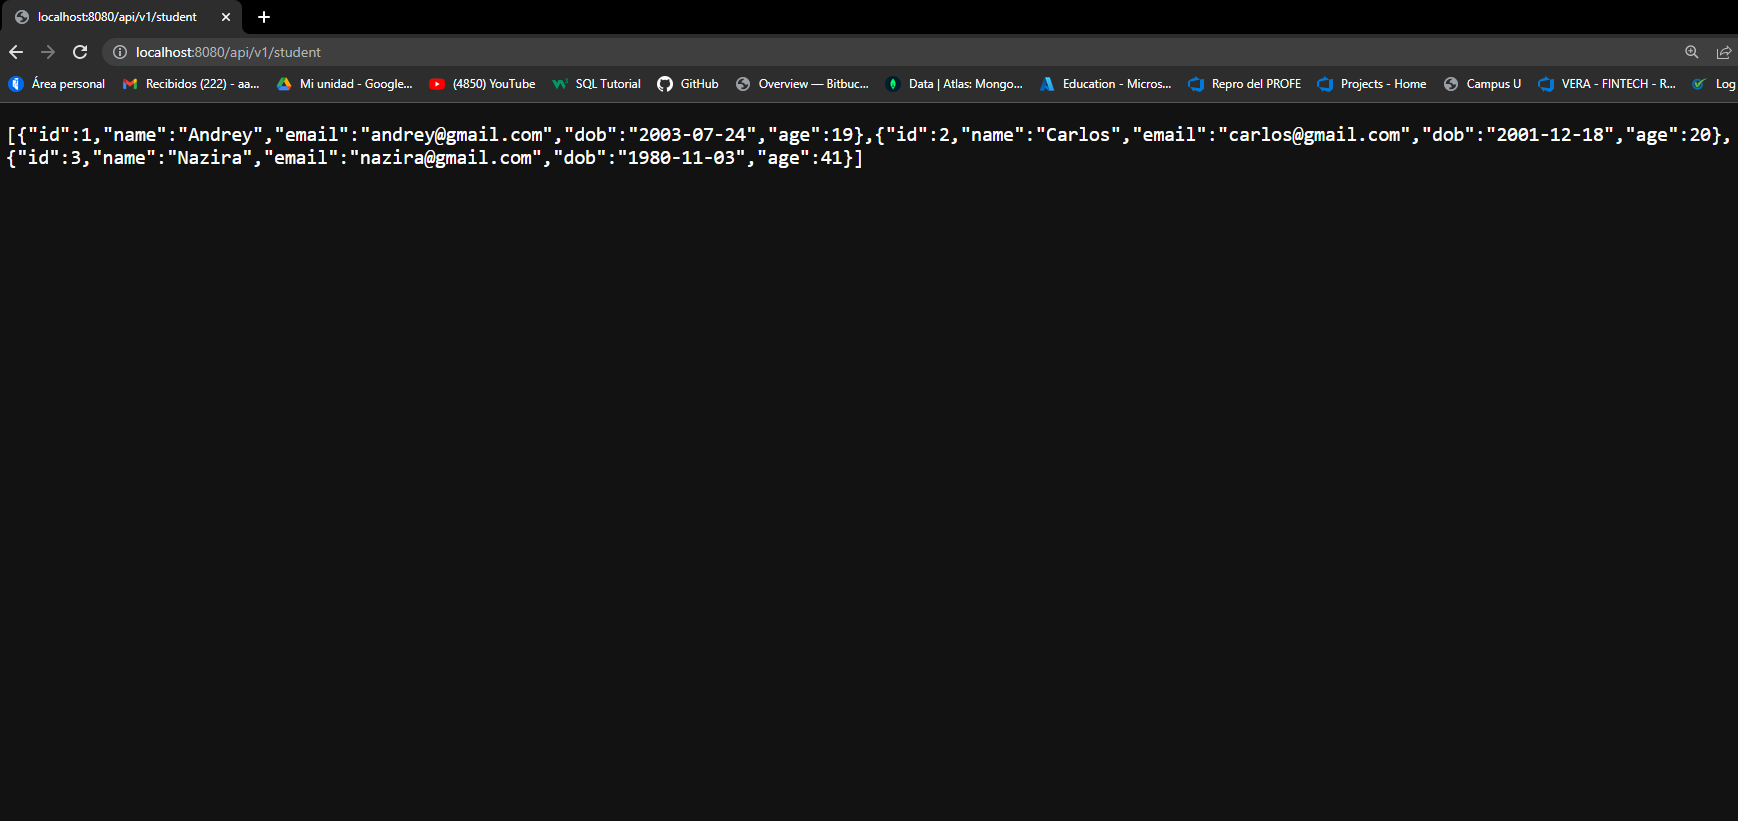 localhost:8080/api/v1/student
localhost:8080/api/v1/student
Área personal Recibidos (222) - aa... Mi unidad - Google... (4850) YouTube SQL Tutorial GitHub Overview — Bitbuc... Data | Atlas: Mongo... Education - Micros... Repro del PROFE Projects - Home Campus U VERA - FINTECH - R... Log
[{"id":1,"name":"Andrey","email":"andrey@gmail.com","dob":"2003-07-24","age":19},{"id":2,"name":"Carlos","email":"carlos@gmail.com","dob":"2001-12-18","age":20},
{"id":3,"name":"Nazira","email":"nazira@gmail.com","dob":"1980-11-03","age":41}]